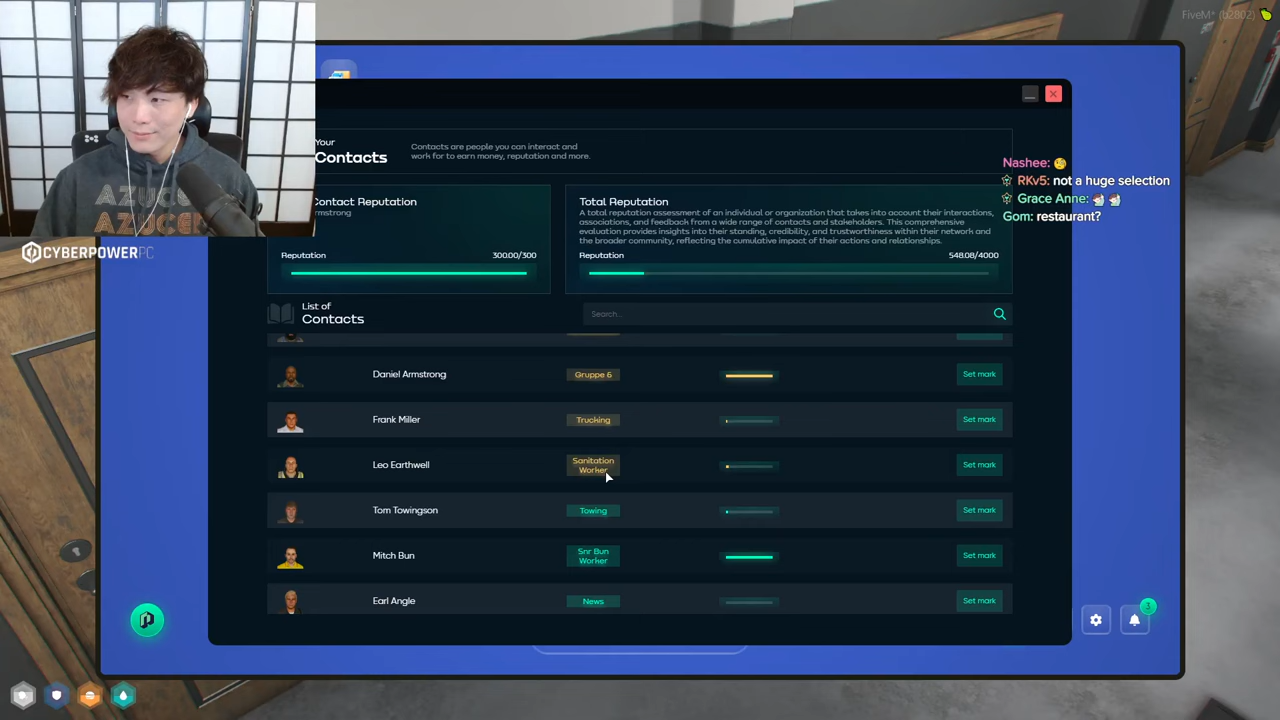 FiveM* (b2802)
Your
Contacts
Contacts are people you can interact and
work for to earn money, reputation and more.
Nashee:
RKv5: not a huge selection
Grace Anne:
Gom: restaurant?
AZUCEN
AZUCEN
CYBERPOWERPC
Contact Reputation
rmstrong
Reputation 300.00/300
Total Reputation
A total reputation assessment of an individual or organization that takes into account their interactions,
associations, and feedback from a wide range of contacts and stakeholders. This comprehensive
evaluation provides insights into their standing, credibility, and trustworthiness within their network and
the broader community, reflecting the cumulative impact of their actions and relationships.
Reputation 548.08/4000
List of
Contacts
Search...
Daniel Armstrong Gruppe 6 Set mark
Frank Miller Trucking Set mark
Leo Earthwell Sanitation Worker Set mark
Tom Towingson Towing Set mark
Mitch Bun Snr Bun Worker Set mark
Earl Angle News Set mark
3